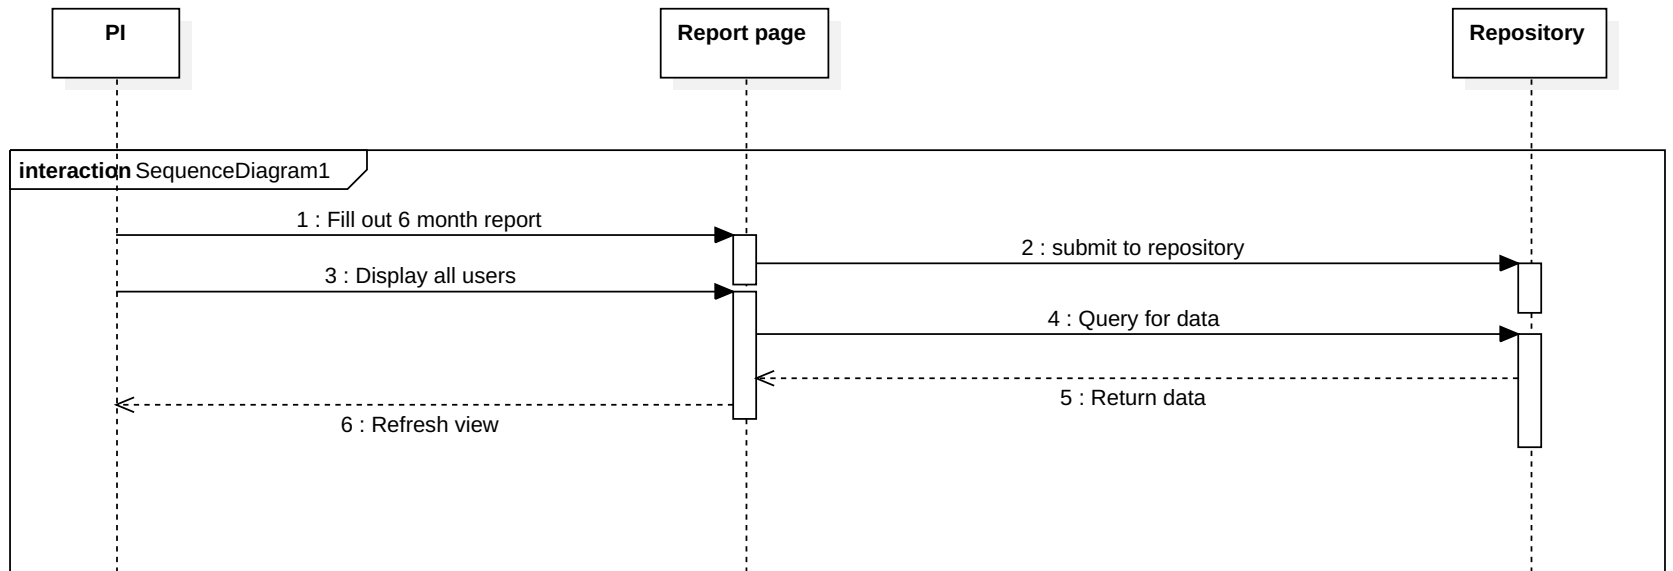 PI
Report page
Repository
interaction SequenceDiagram1
1 : Fill out 6 month report
2 : submit to repository
3 : Display all users
4 : Query for data
5 : Return data
6 : Refresh view